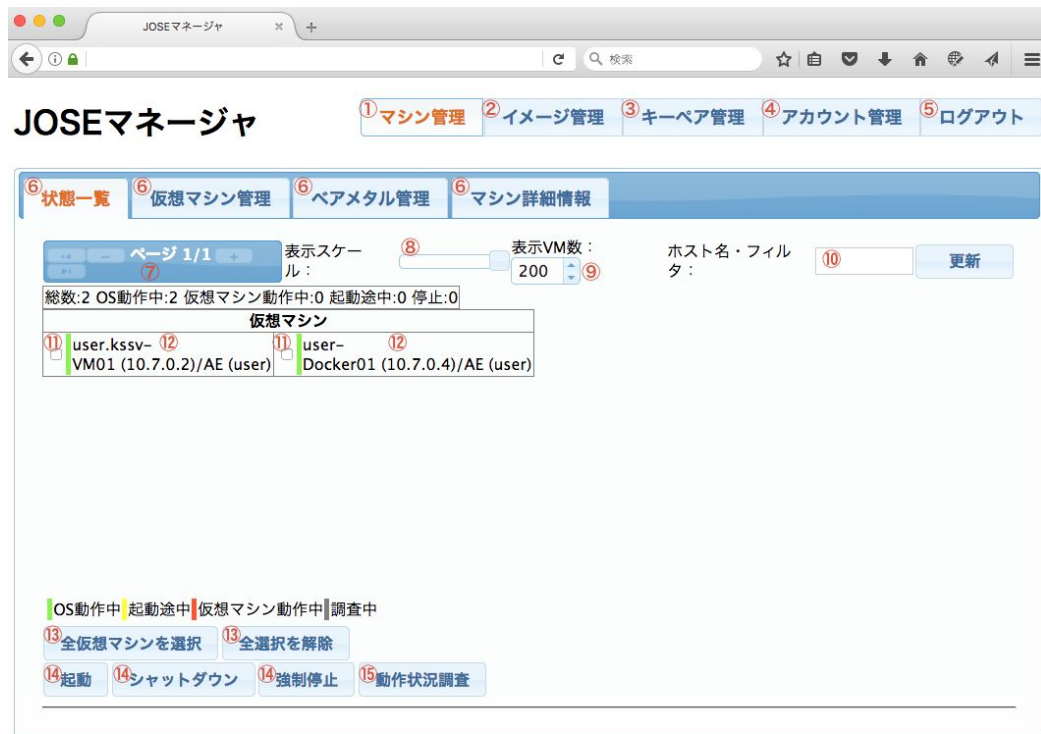 JOSEマネージャ
検索
JOSEマネージャ
①マシン管理 ②イメージ管理 ③キーペア管理 ④アカウント管理 ⑤ログアウト
⑥状態一覧 ⑥仮想マシン管理 ⑥ベアメタル管理 ⑥マシン詳細情報
ページ 1/1 ⑦
表示スケール： ⑧
表示VM数：
200 ⑨
ホスト名・フィルタ： ⑩
更新
総数:2 OS動作中:2 仮想マシン動作中:0 起動途中:0 停止:0
仮想マシン
⑪ user.kssv- ⑫
VM01 (10.7.0.2)/AE (user)
⑪ user- ⑫
Docker01 (10.7.0.4)/AE (user)
OS動作中 起動途中 仮想マシン動作中 調査中
⑬全仮想マシンを選択 ⑬全選択を解除
⑭起動 ⑭シャットダウン ⑭強制停止 ⑮動作状況調査